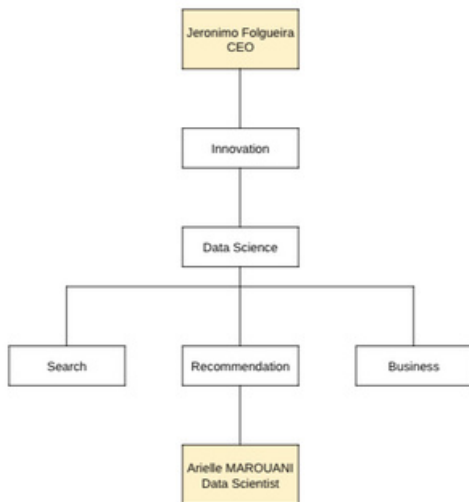 Jeronimo Folgueira
CEO
Innovation
Data Science
Search
Recommendation
Business
Arielle MAROUANI
Data Scientist